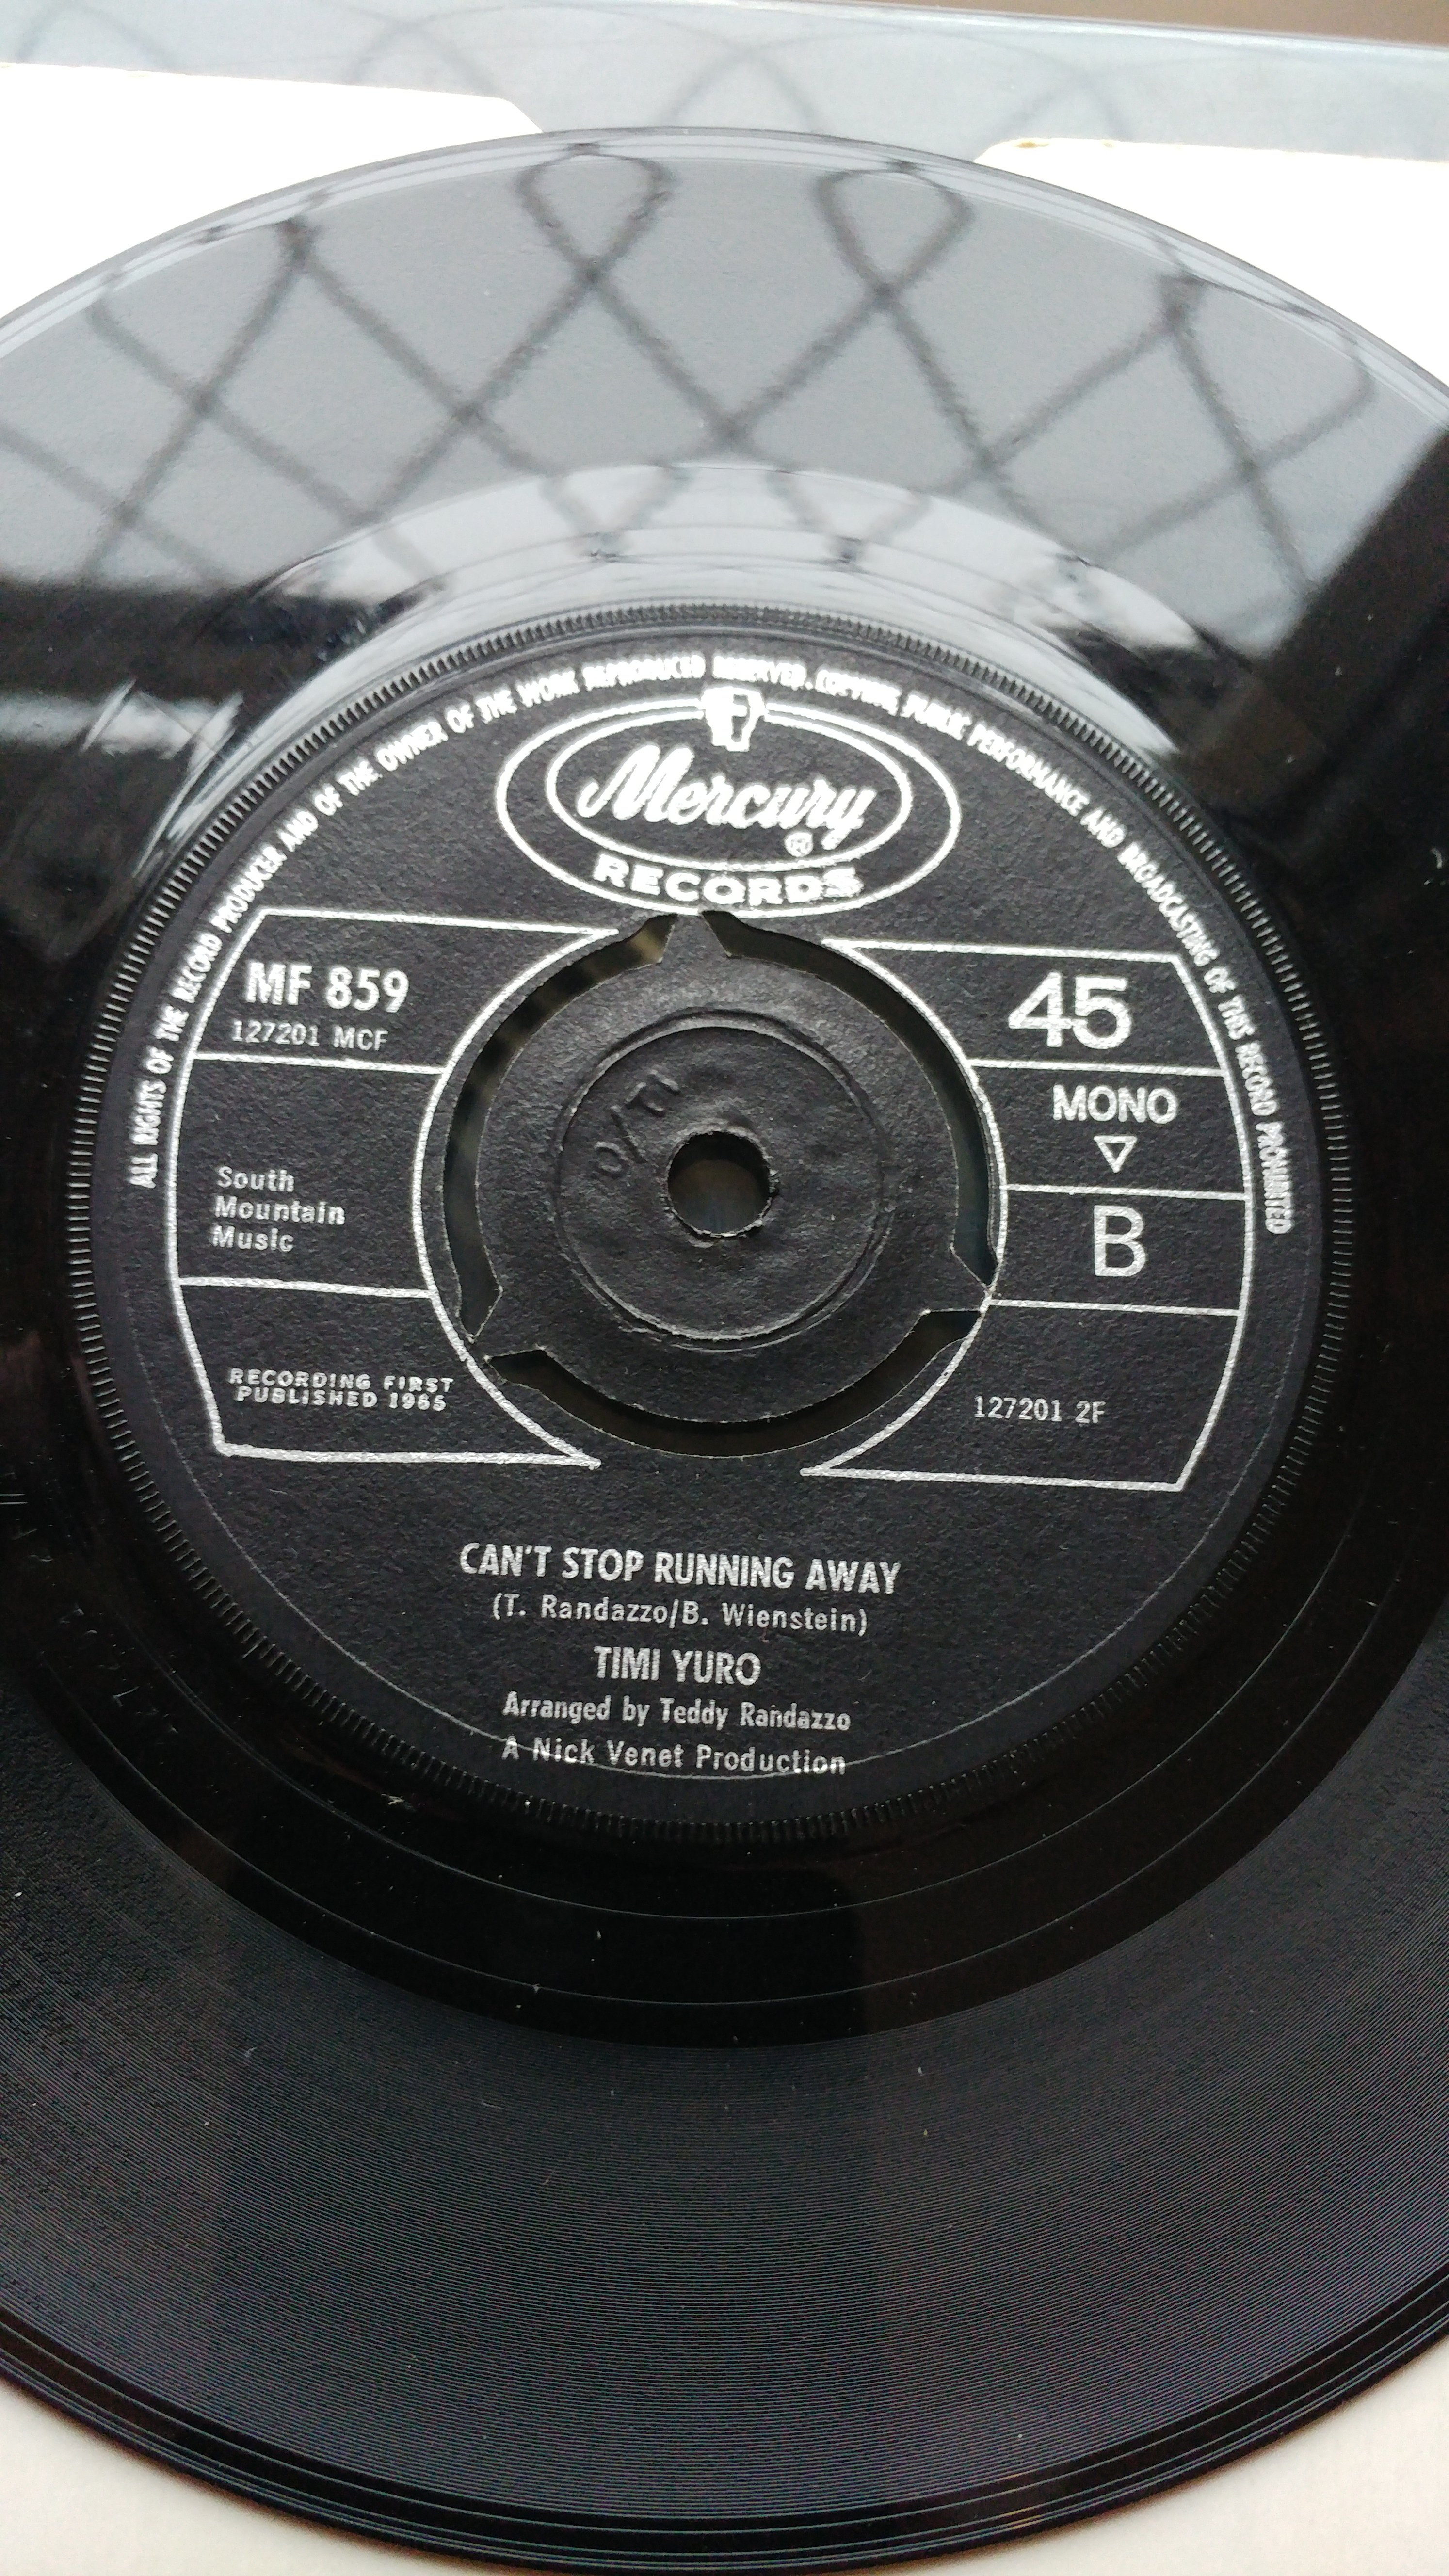 ALL RIGHTS OF THE RECORD PRODUCER AND OF THE OWNER OF THE WORK REPRODUCED RESERVED. COPYING, PUBLIC PERFORMANCE AND BROADCASTING OF THIS RECORD PROHIBITED
Mercury ®
RECORDS
MF 859
127201 MCF
45
MONO
South
Mountain
Music
B
RECORDING FIRST
PUBLISHED 1965
127201 2F
CAN'T STOP RUNNING AWAY
(T. Randazzo/B. Wienstein)
TIMI YURO
Arranged by Teddy Randazzo
A Nick Venet Production